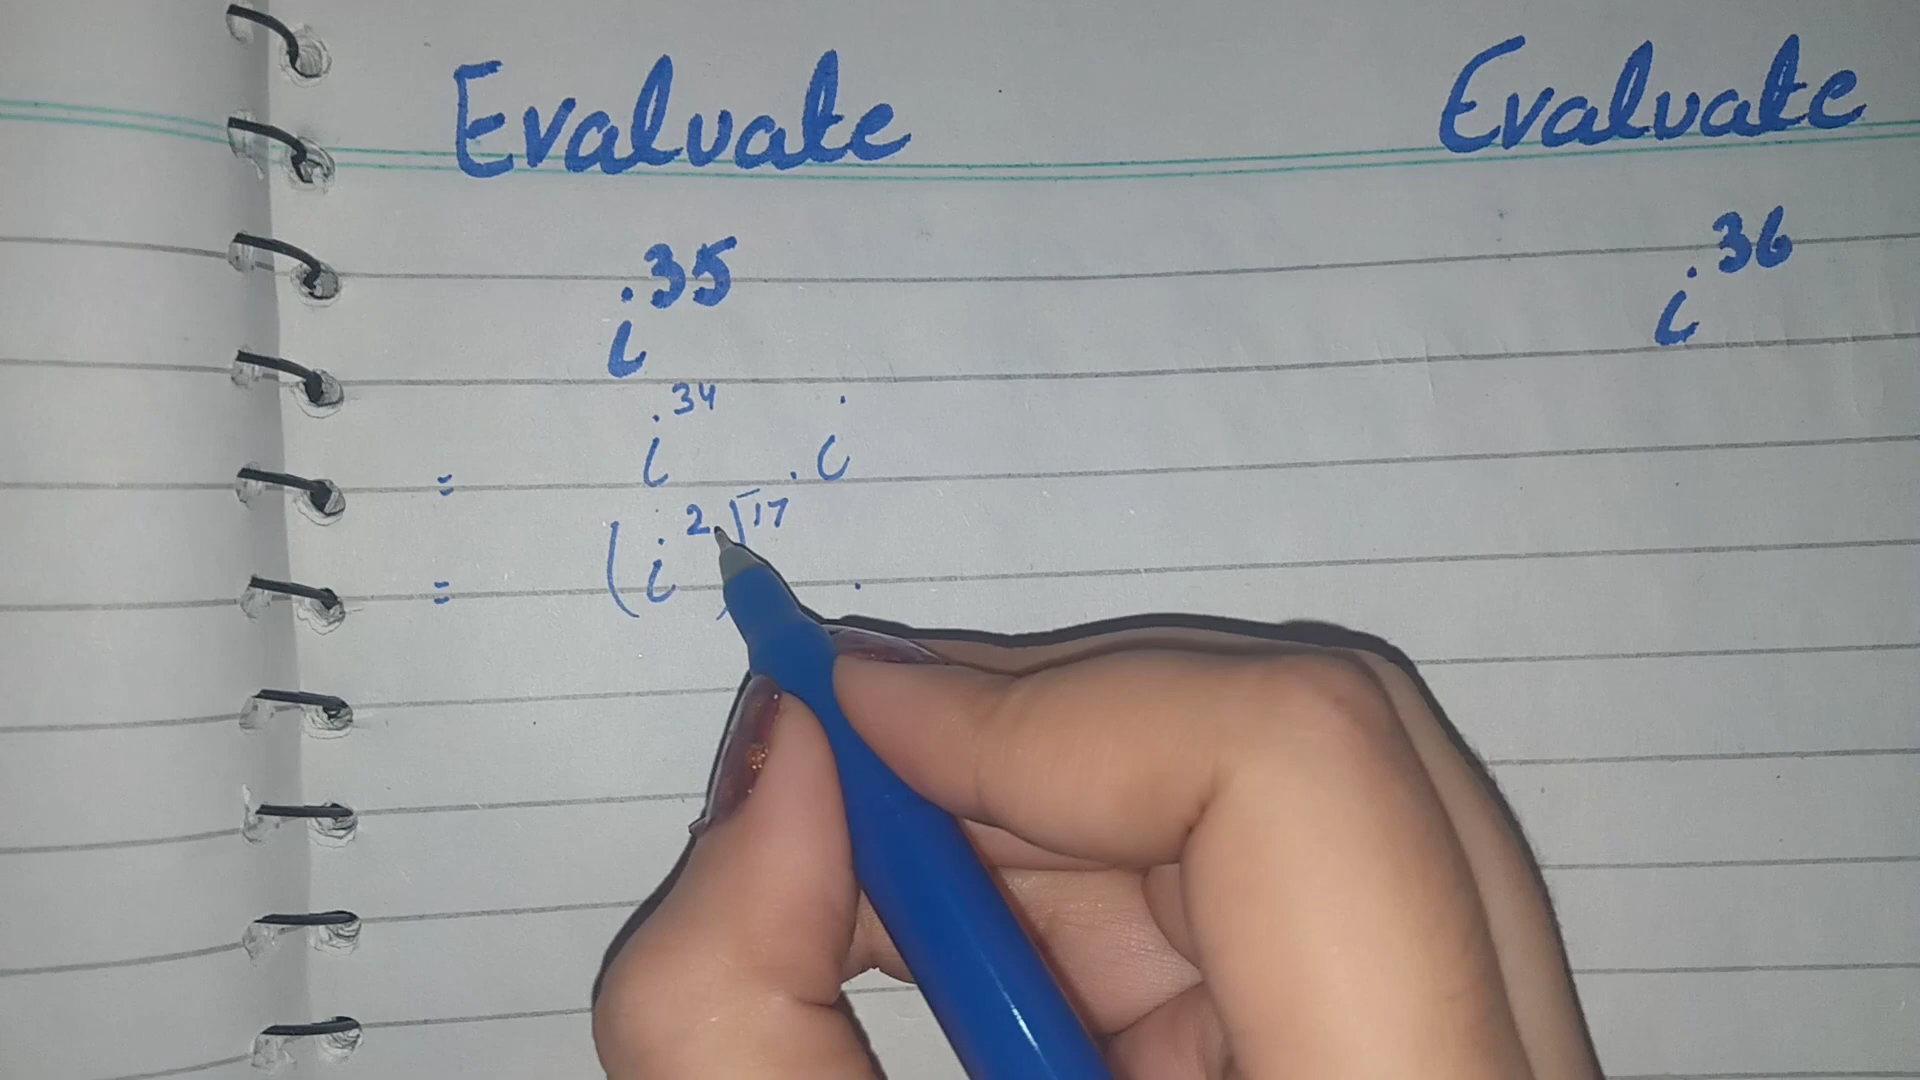 Evaluate Evaluate
i^35 i^36
= i^34 . i
= (i^2)^17 .